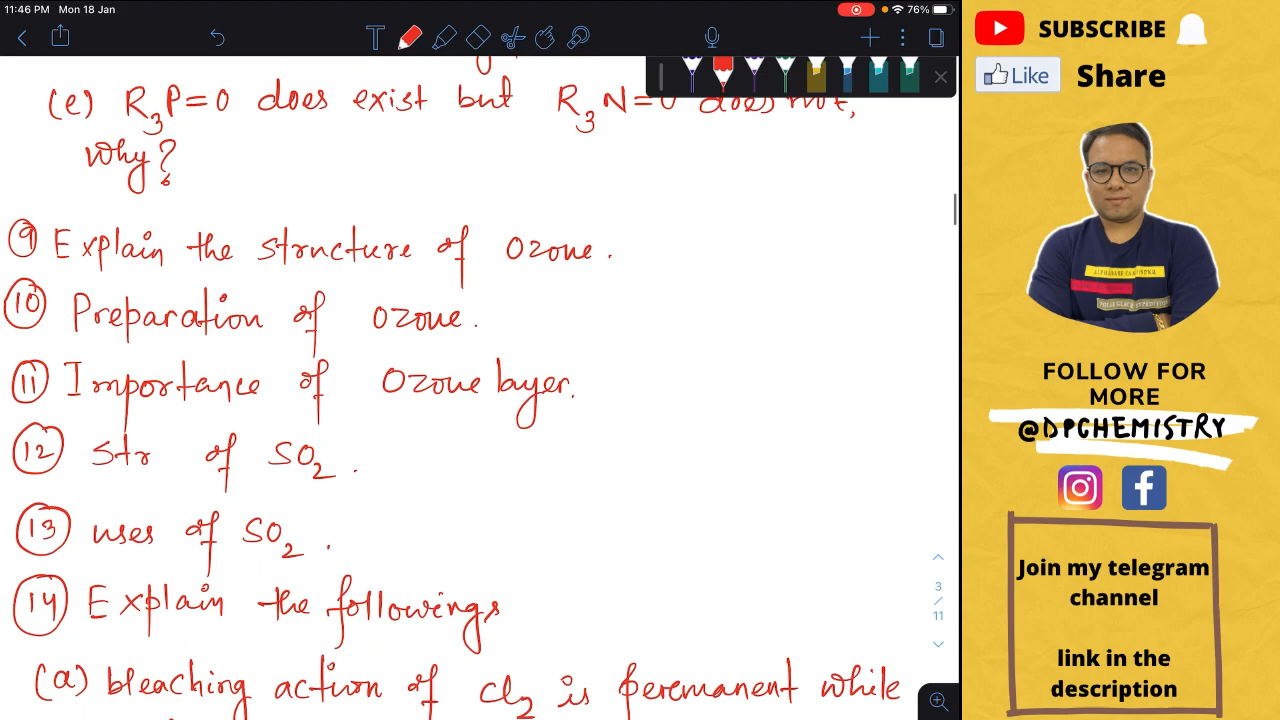 11:46 PM Mon 18 Jan
76%
(e) R3P=O does exist but R3N=O does not,
why?
9 Explain the structure of Ozone.
10 Preparation of Ozone.
11 Importance of Ozone layer.
12 Str of SO2.
13 uses of SO2.
14 Explain the followings
(a) bleaching action of Cl2 is peremanent while
3
/
11
SUBSCRIBE
Like Share
FOLLOW FOR
MORE
@DPCHEMISTRY
Join my telegram
channel
link in the
description